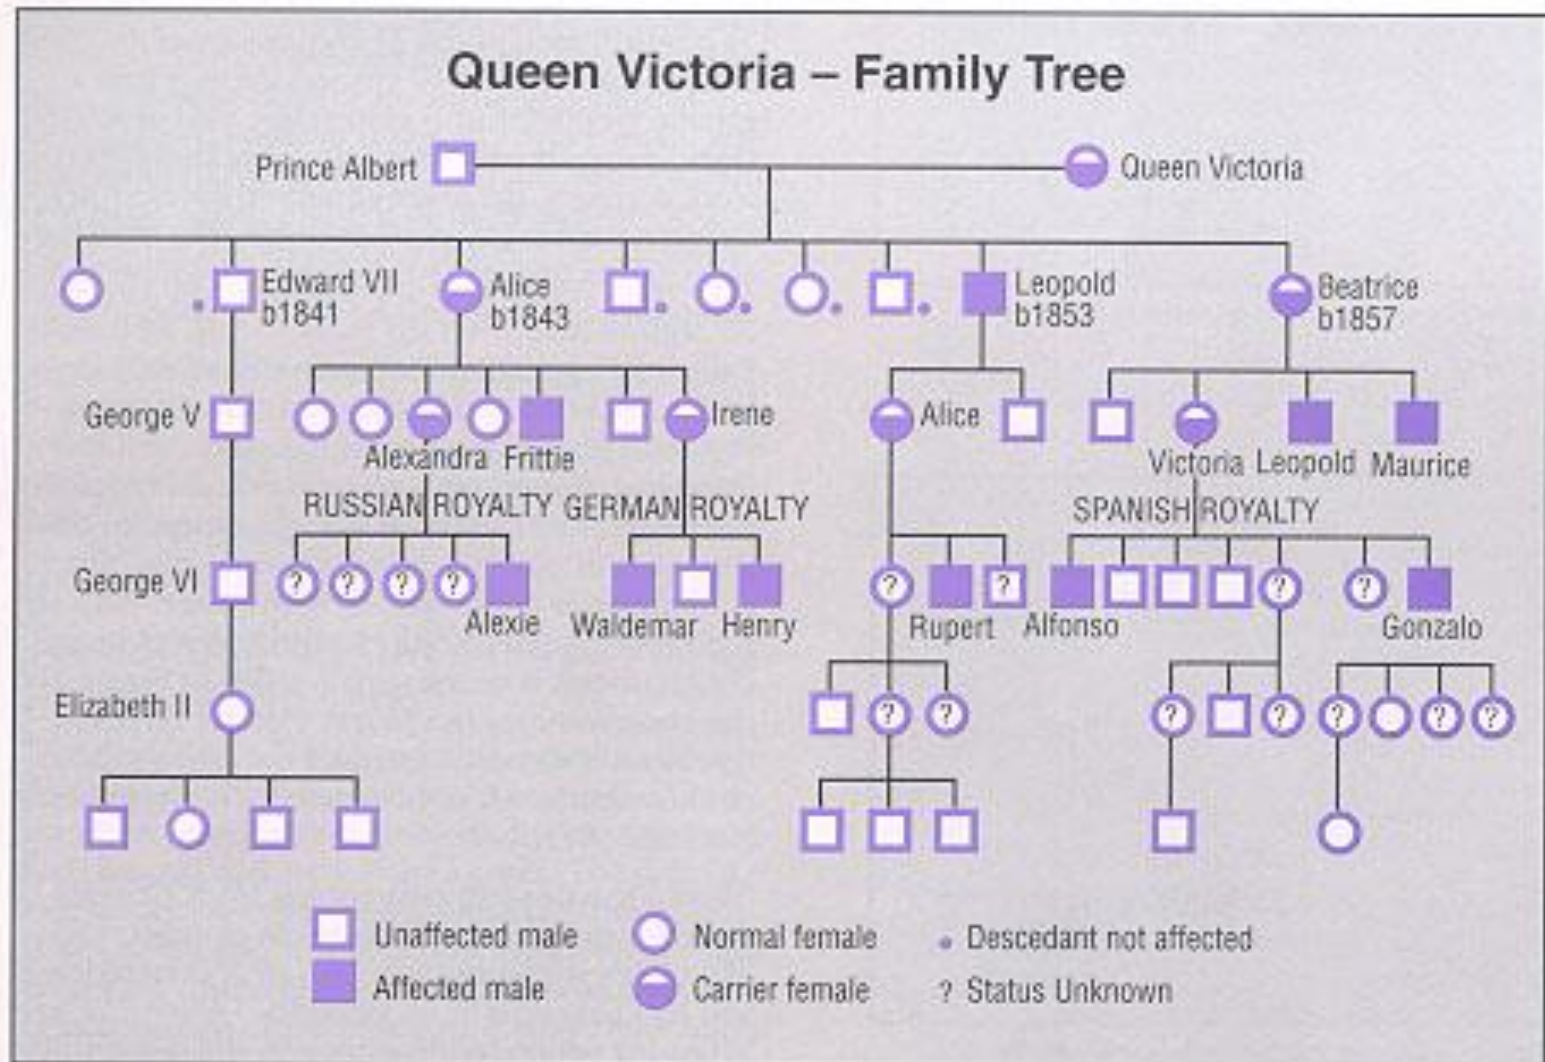 Queen Victoria – Family Tree
Prince Albert
Queen Victoria
Edward VII
b1841
Alice
b1843
Leopold
b1853
Beatrice
b1857
George V
Irene
Alice
Alexandra Frittie
Victoria Leopold Maurice
RUSSIAN ROYALTY
GERMAN ROYALTY
SPANISH ROYALTY
George VI
? ? ? ?
? ?
? ?
Alexie
Waldemar Henry
Rupert
Alfonso
Gonzalo
Elizabeth II
? ?
? ? ? ? ?
Unaffected male
Normal female
Descedant not affected
Affected male
Carrier female
? Status Unknown